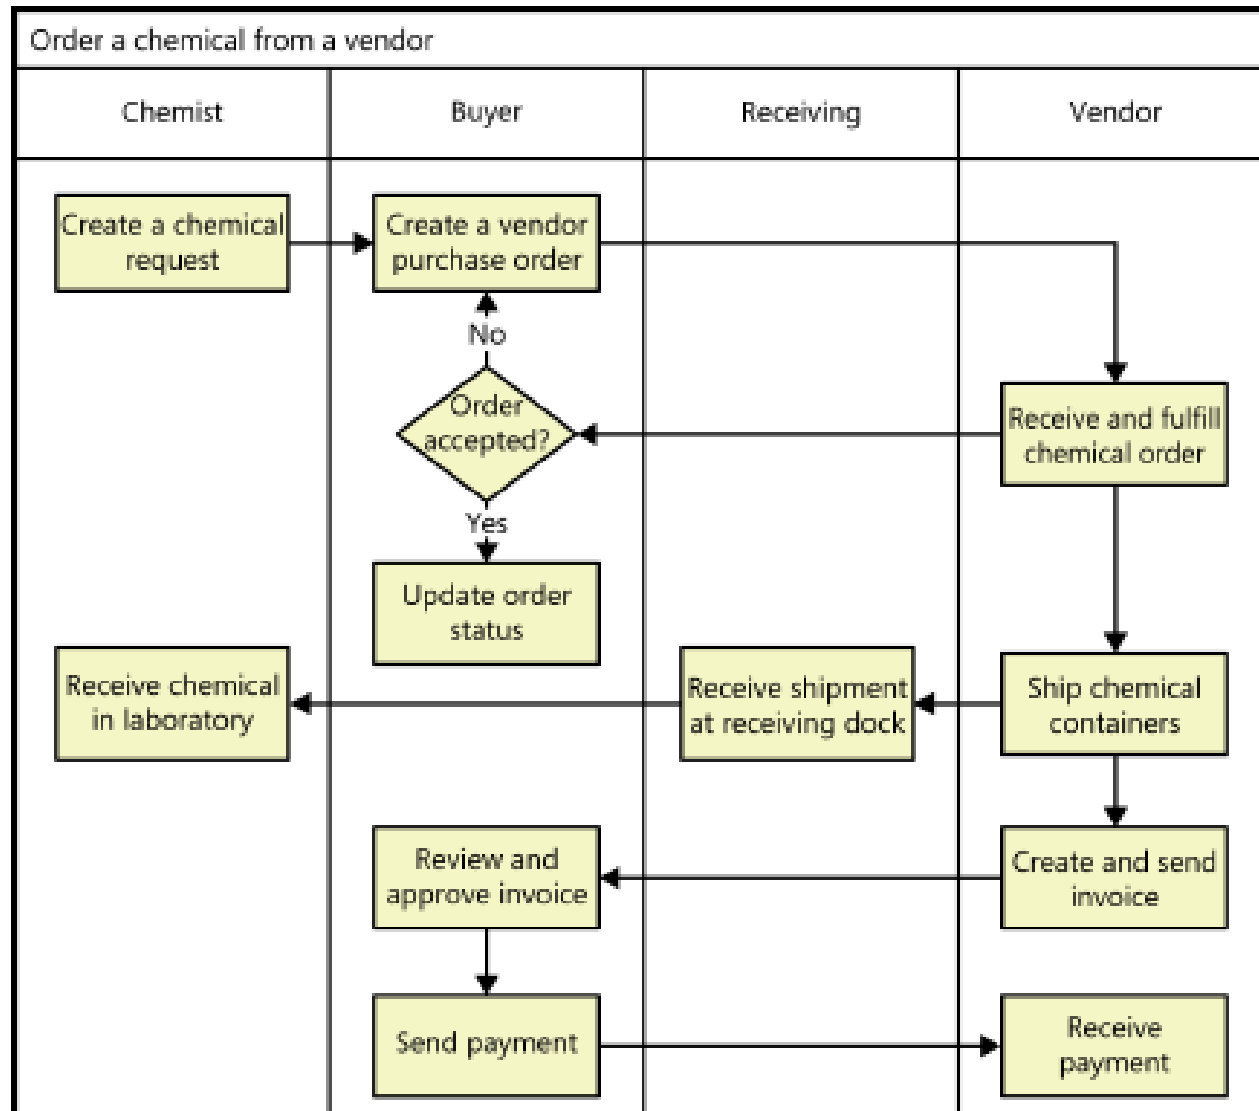 Order a chemical from a vendor
Chemist
Buyer
Receiving
Vendor
Create a chemical
request
Create a vendor
purchase order
No
Order
accepted?
Receive and fulfill
chemical order
Yes
Update order
status
Receive chemical
in laboratory
Receive shipment
at receiving dock
Ship chemical
containers
Review and
approve invoice
Create and send
invoice
Send payment
Receive
payment